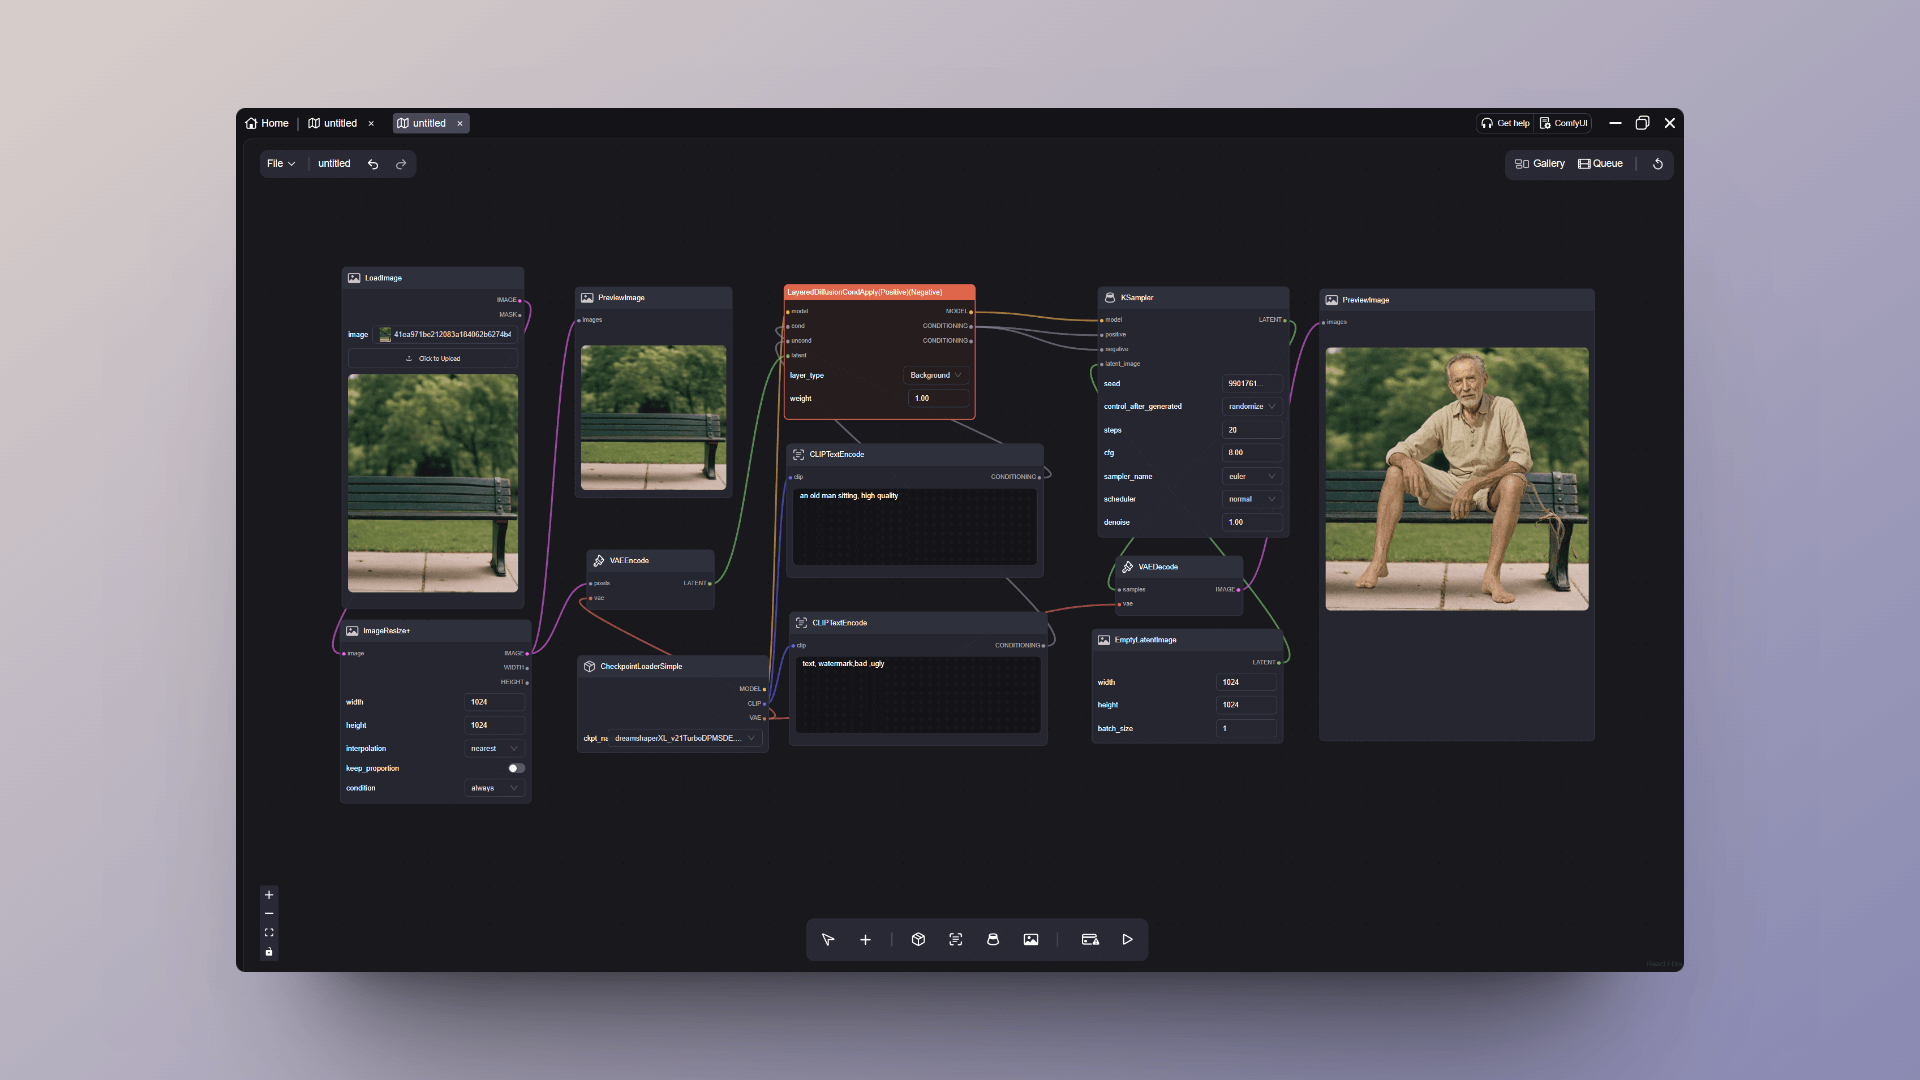 Home
untitled
untitled
Get help
ComfyUI
File
untitled
Gallery
Queue
LoadImage
IMAGE
MASK
image
41ea971be212083a184062b6274b4
Click to Upload
ImageResize+
image
IMAGE
WIDTH
HEIGHT
width
1024
height
1024
interpolation
nearest
keep_proportion
condition
always
PreviewImage
images
VAEEncode
pixels
LATENT
vae
CheckpointLoaderSimple
MODEL
CLIP
VAE
ckpt_na
dreamshaperXL_v21TurboDPMSDE...
LayeredDiffusionCondApply(Positive)(Negative)
model
MODEL
cond
CONDITIONING
uncond
CONDITIONING
latent
layer_type
Background
weight
1.00
CLIPTextEncode
clip
CONDITIONING
an old man sitting, high quality
CLIPTextEncode
clip
CONDITIONING
text, watermark,bad ,ugly
KSampler
model
LATENT
positive
negative
latent_image
seed
9901761...
control_after_generated
randomize
steps
20
cfg
8.00
sampler_name
euler
scheduler
normal
denoise
1.00
VAEDecode
samples
IMAGE
vae
EmptyLatentImage
LATENT
width
1024
height
1024
batch_size
1
PreviewImage
images
React Flow